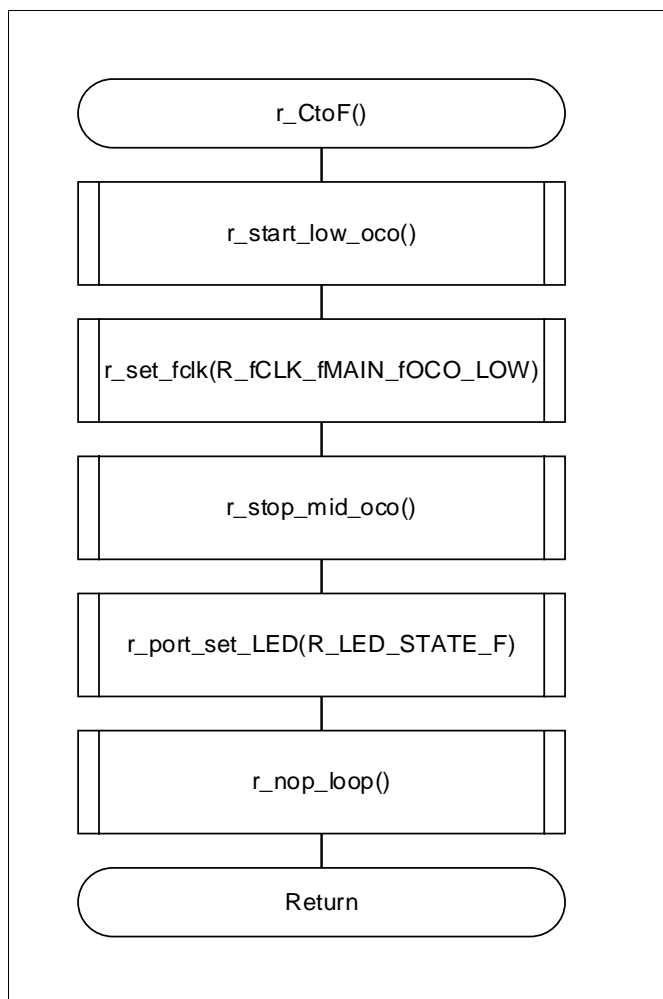 r_CtoF()
r_start_low_oco()
r_set_fclk(R_fCLK_fMAIN_fOCO_LOW)
r_stop_mid_oco()
r_port_set_LED(R_LED_STATE_F)
r_nop_loop()
Return